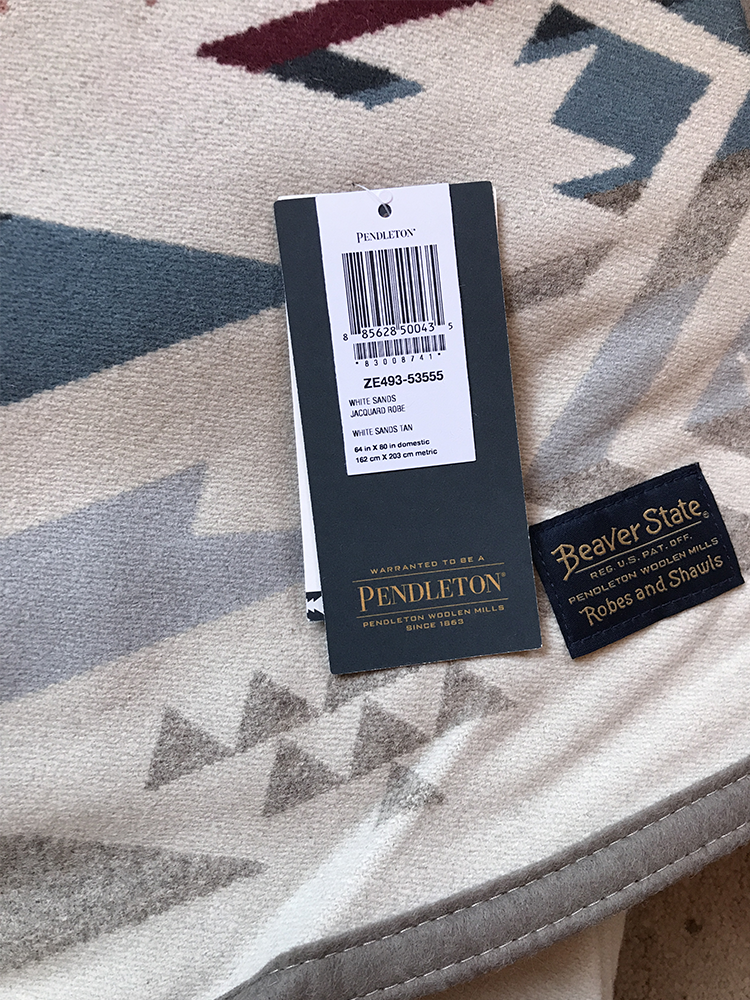 PENDLETON®
8 85628 50043 5
*83008741*
ZE493-53555
WHITE SANDS
JACQUARD ROBE
WHITE SANDS TAN
64 in X 80 in domestic
162 cm X 203 cm metric
WARRANTED TO BE A
PENDLETON®
PENDLETON WOOLEN MILLS
SINCE 1863
Beaver State®
REG. U.S. PAT. OFF.
PENDLETON WOOLEN MILLS
Robes and Shawls